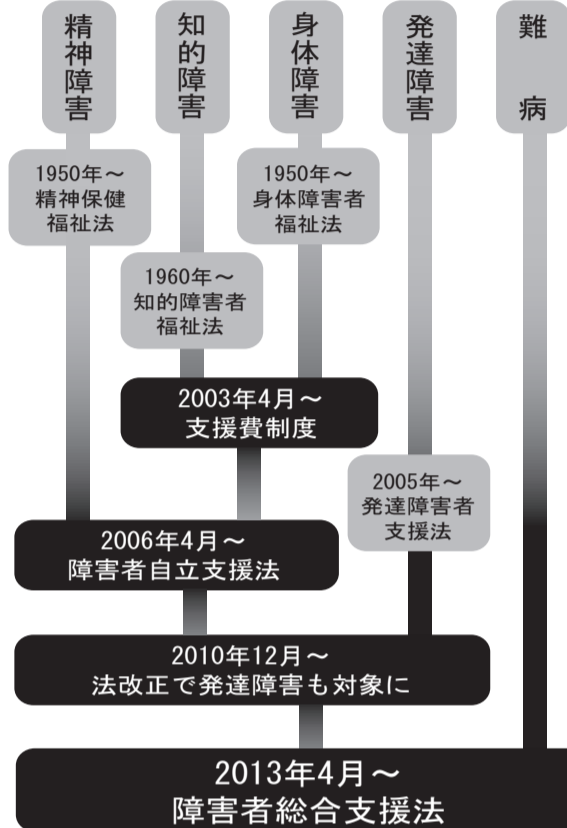 精神障害
知的障害
身体障害
発達障害
難病
1950年～
精神保健
福祉法
1950年～
身体障害者
福祉法
1960年～
知的障害者
福祉法
2003年4月～
支援費制度
2005年～
発達障害者
支援法
2006年4月～
障害者自立支援法
2010年12月～
法改正で発達障害も対象に
2013年4月～
障害者総合支援法